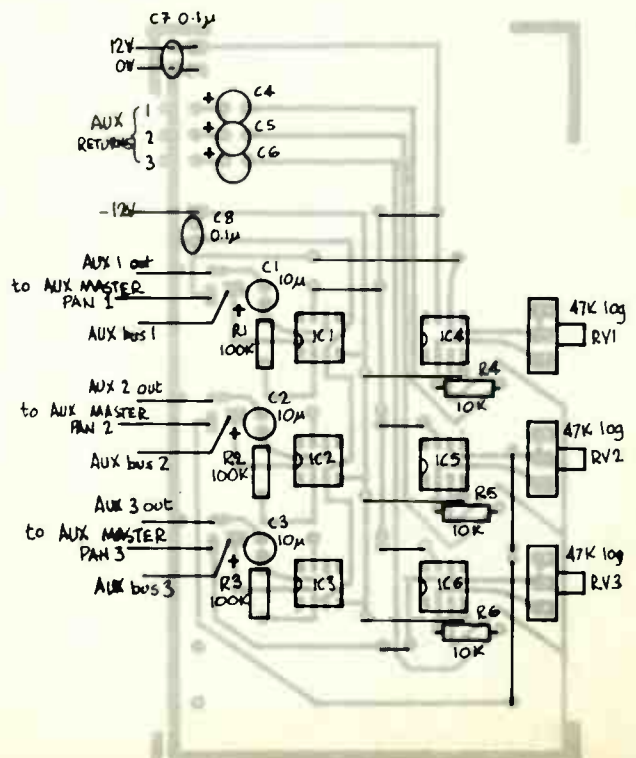 C7 0.1μ
12V
0V
1
AUX
RETURNS
2
3
+
C4
+
C5
+
C6
-12V
C8
0.1μ
AUX 1 out
to AUX MASTER
PAN 1
AUX bus 1
C1
10μ
+
R1
100K
IC1
IC4
47K log
RV1
R4
10K
AUX 2 out
to AUX MASTER
PAN 2
AUX bus 2
C2
10μ
+
R2
100K
IC2
IC5
47K log
RV2
R5
10K
AUX 3 out
to AUX MASTER
PAN 3
AUX bus 3
C3
10μ
+
R3
100K
IC3
IC6
47K log
RV3
R6
10K